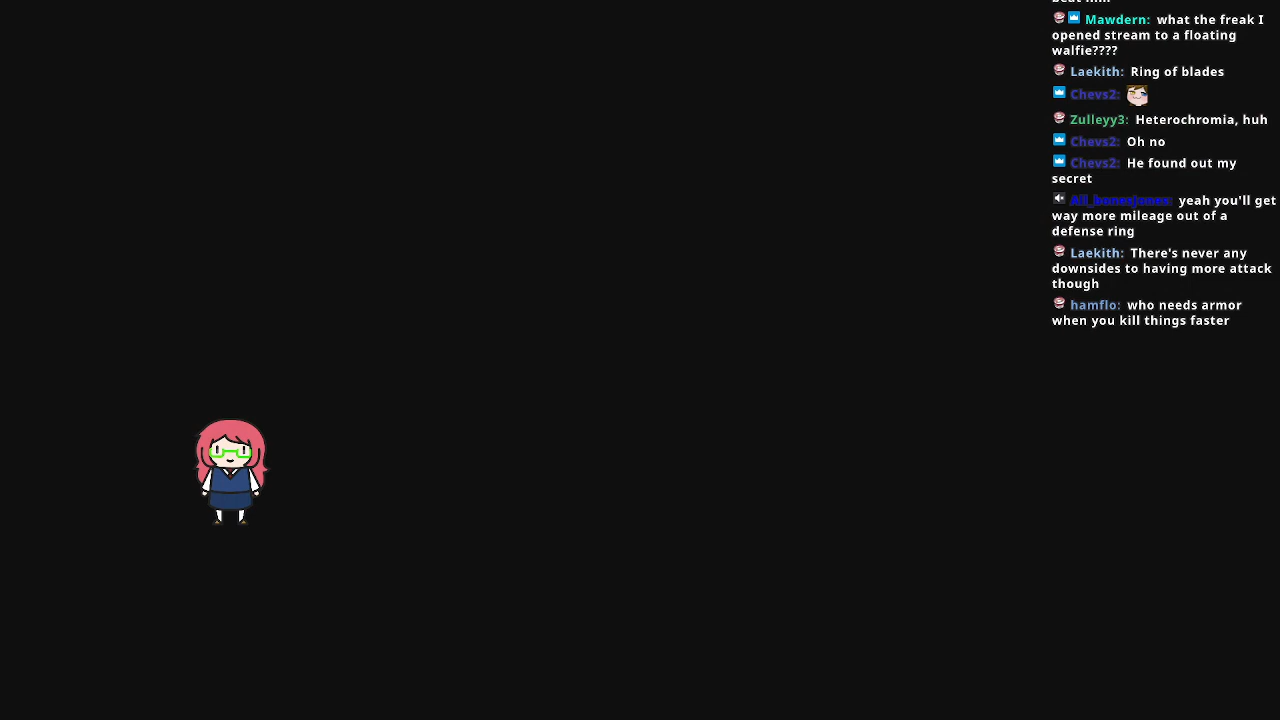 Mawdern: what the freak I
opened stream to a floating
walfie????
Laekith: Ring of blades
Chevs2:
Zulleyy3: Heterochromia, huh
Chevs2: Oh no
Chevs2: He found out my
secret
yeah you'll get
way more mileage out of a
defense ring
Laekith: There's never any
downsides to having more attack
though
hamflo: who needs armor
when you kill things faster